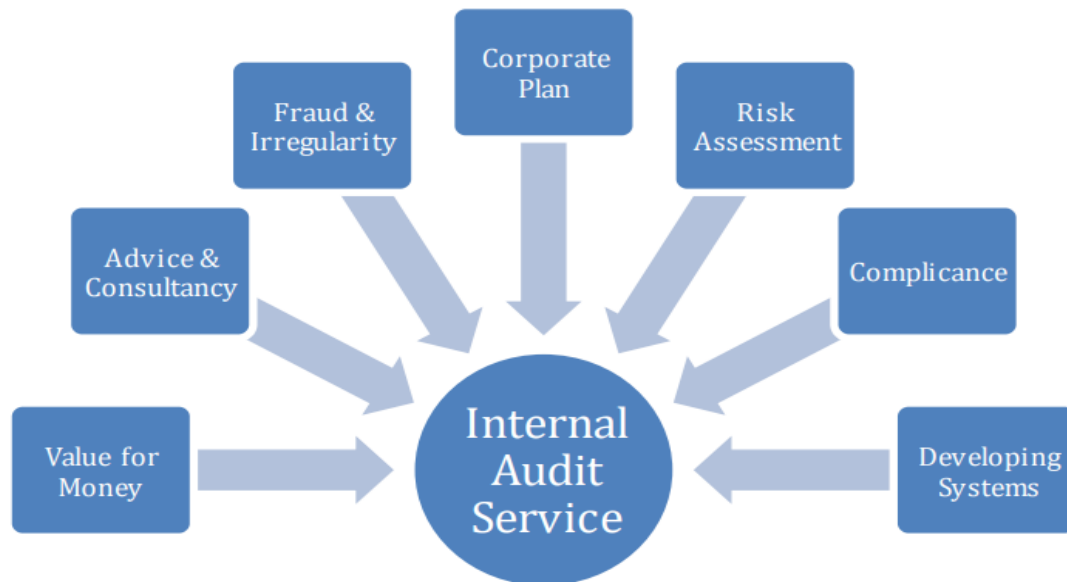 Corporate
Plan
Fraud &
Irregularity
Risk
Assessment
Advice &
Consultancy
Complicance
Value for
Money
Internal
Audit
Service
Developing
Systems